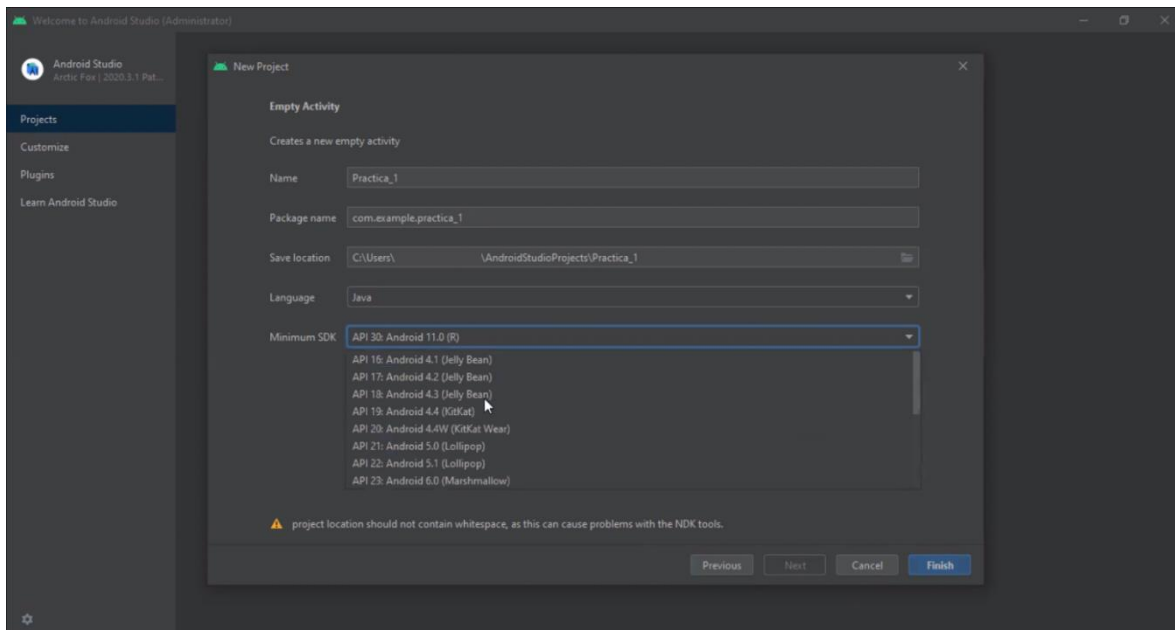 Welcome to Android Studio (Administrator)
Android Studio
Arctic Fox | 2020.3.1 Pat...
Projects
Customize
Plugins
Learn Android Studio
New Project
Empty Activity
Creates a new empty activity
Name Practica_1
Package name com.example.practica_1
Save location C:\Users\ \AndroidStudioProjects\Practica_1
Language Java
Minimum SDK API 30: Android 11.0 (R)
API 16: Android 4.1 (Jelly Bean)
API 17: Android 4.2 (Jelly Bean)
API 18: Android 4.3 (Jelly Bean)
API 19: Android 4.4 (KitKat)
API 20: Android 4.4W (KitKat Wear)
API 21: Android 5.0 (Lollipop)
API 22: Android 5.1 (Lollipop)
API 23: Android 6.0 (Marshmallow)
project location should not contain whitespace, as this can cause problems with the NDK tools.
Previous Next Cancel Finish